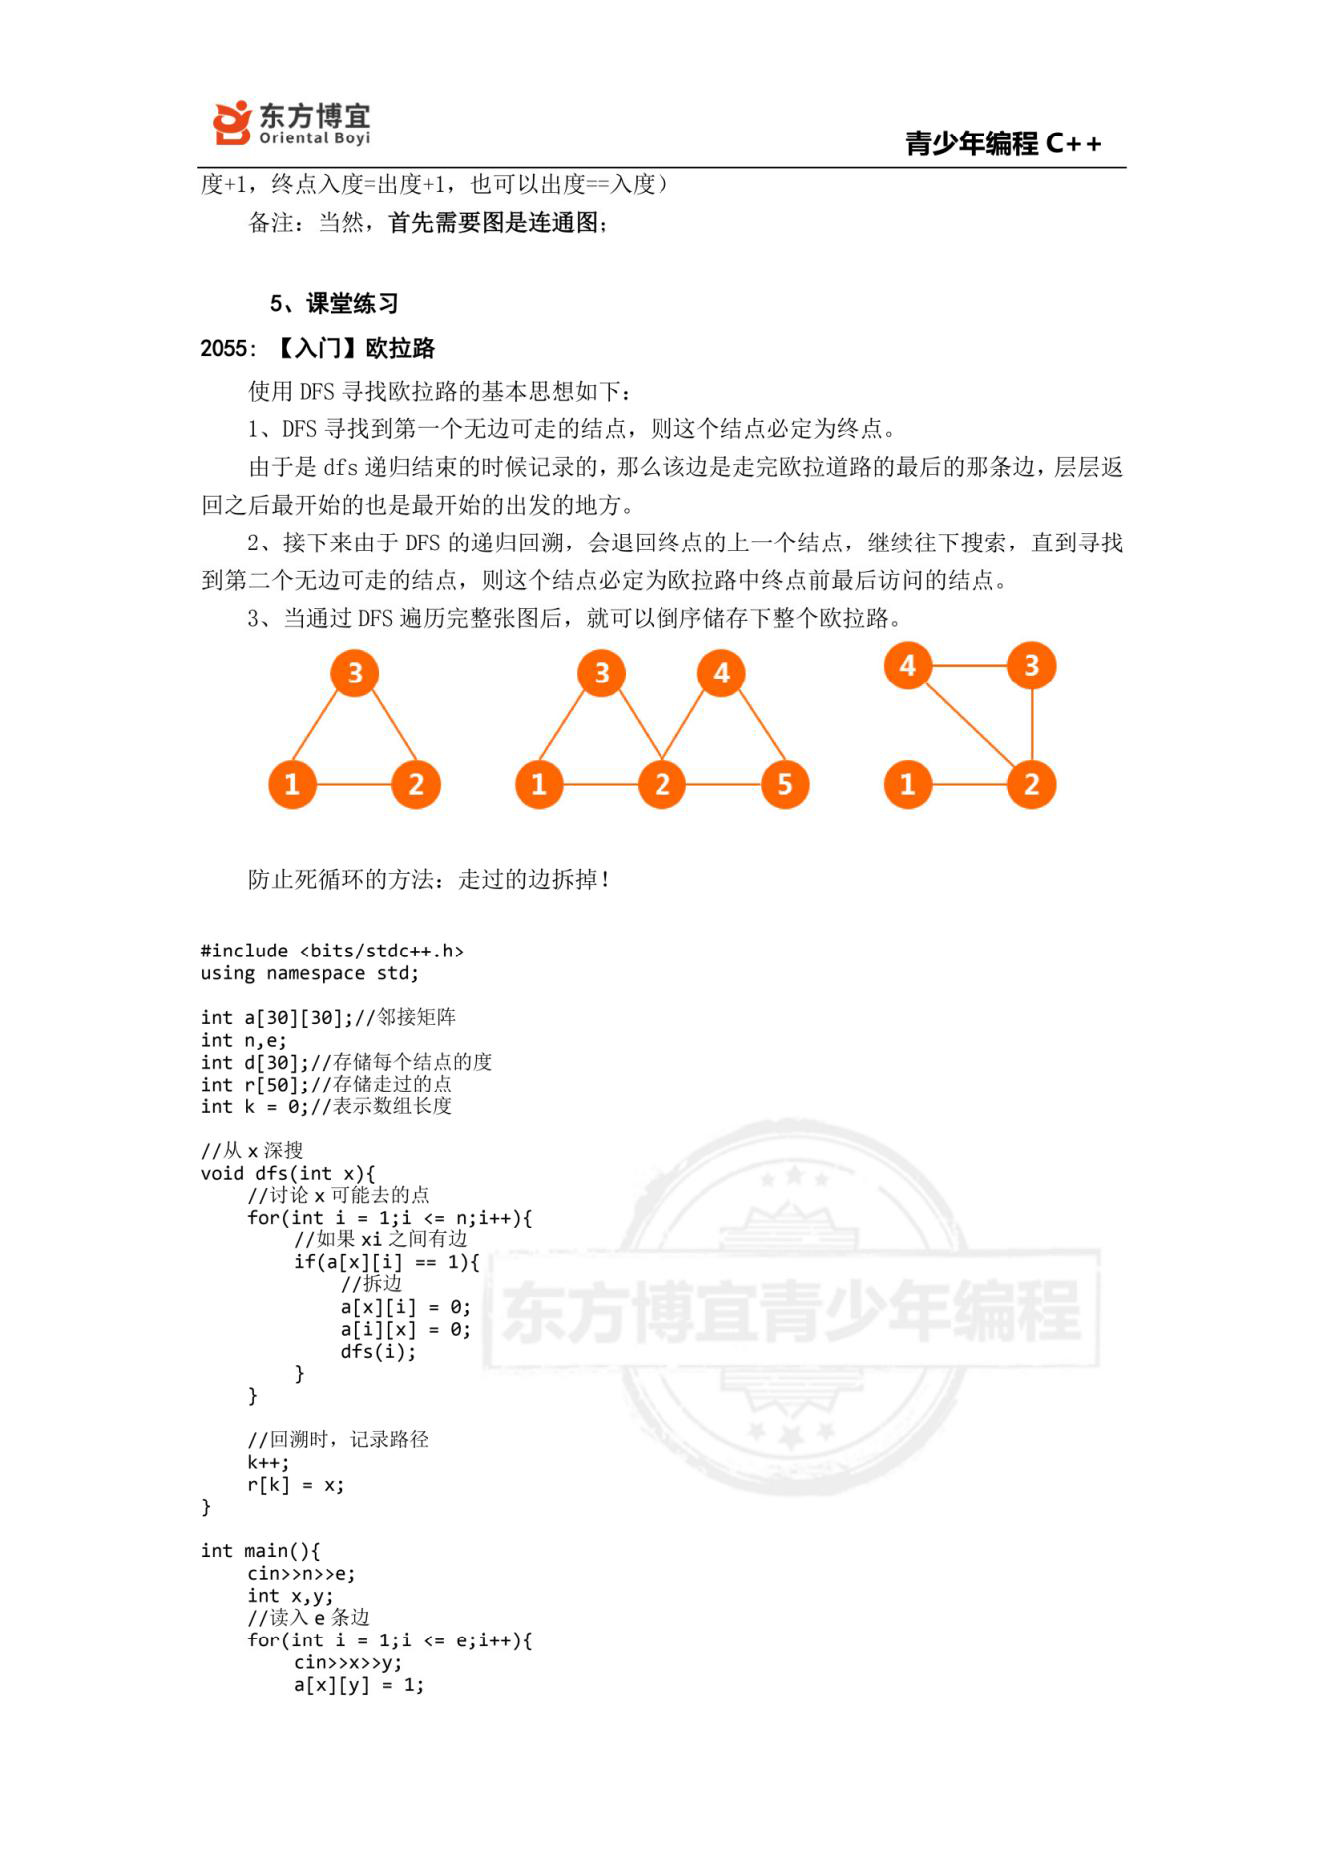 东方博宜
Oriental Boyi
青少年编程 C++
度+1，终点入度=出度+1，也可以出度==入度）
备注：当然，首先需要图是连通图；
5、课堂练习
2055: 【入门】欧拉路
使用 DFS 寻找欧拉路的基本思想如下：
1、DFS 寻找到第一个无边可走的结点，则这个结点必定为终点。
由于是 dfs 递归结束的时候记录的，那么该边是走完欧拉道路的最后的那条边，层层返
回之后最开始的也是最开始的出发的地方。
2、接下来由于 DFS 的递归回溯，会退回终点的上一个结点，继续往下搜索，直到寻找
到第二个无边可走的结点，则这个结点必定为欧拉路中终点前最后访问的结点。
3、当通过 DFS 遍历完整张图后，就可以倒序储存下整个欧拉路。
3 3 4 4 3
1 2 1 2 5 1 2
防止死循环的方法：走过的边拆掉！
#include <bits/stdc++.h>
using namespace std;
int a[30][30];//邻接矩阵
int n,e;
int d[30];//存储每个结点的度
int r[50];//存储走过的点
int k = 0;//表示数组长度
//从 x 深搜
void dfs(int x){
//讨论 x 可能去的点
for(int i = 1;i <= n;i++){
//如果 xi 之间有边
if(a[x][i] == 1){
//拆边
a[x][i] = 0;
a[i][x] = 0;
dfs(i);
}
}
//回溯时，记录路径
k++;
r[k] = x;
}
int main(){
cin>>n>>e;
int x,y;
//读入 e 条边
for(int i = 1;i <= e;i++){
cin>>x>>y;
a[x][y] = 1;
东方博宜青少年编程